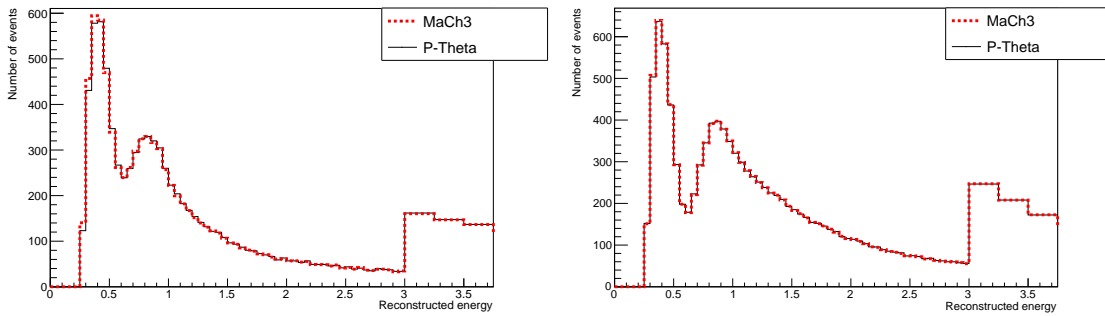 Number of events
600
500
400
300
200
100
0
0 0.5 1 1.5 2 2.5 3 3.5
Reconstructed energy
MaCh3
P-Theta
Number of events
600
500
400
300
200
100
0
0 0.5 1 1.5 2 2.5 3 3.5
Reconstructed energy
MaCh3
P-Theta